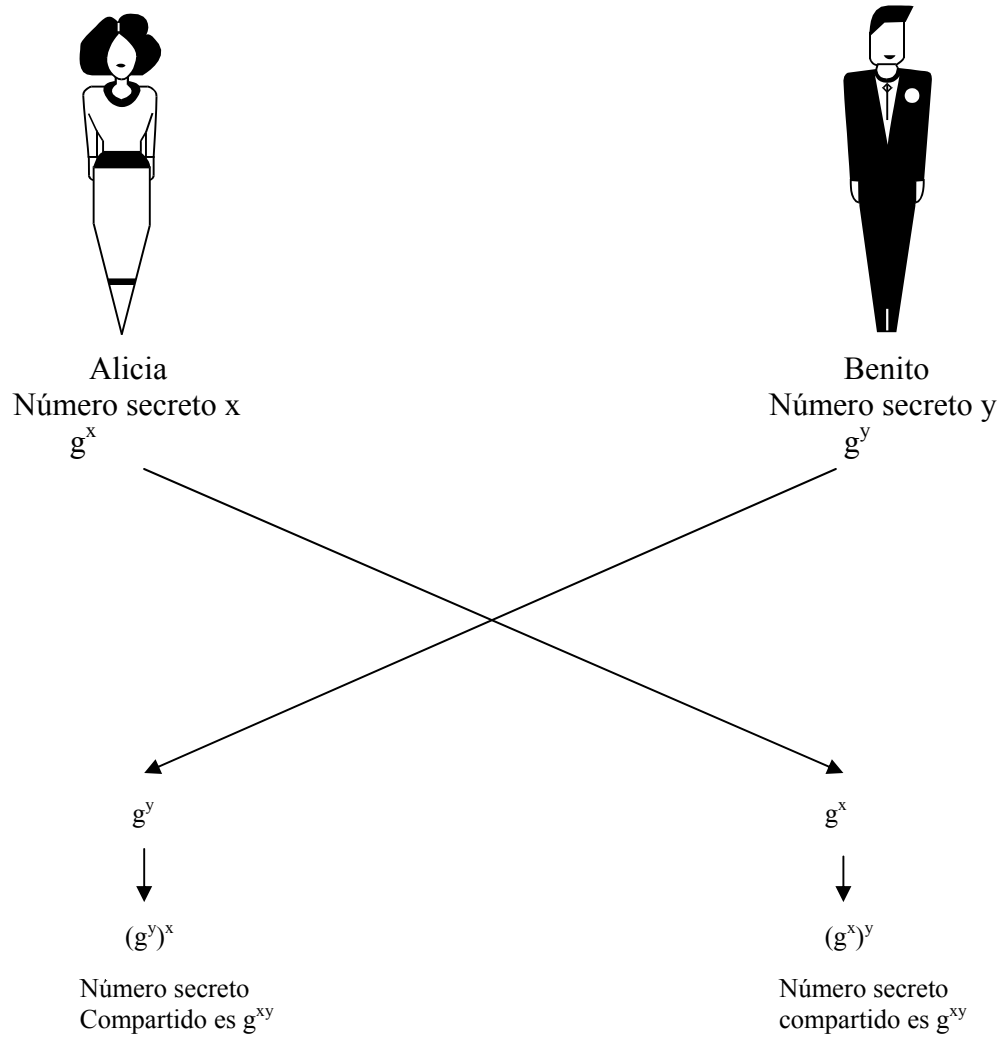 Alicia
Número secreto x
g^x
Benito
Número secreto y
g^y
g^y
g^x
(g^y)^x
(g^x)^y
Número secreto
Compartido es g^xy
Número secreto
compartido es g^xy